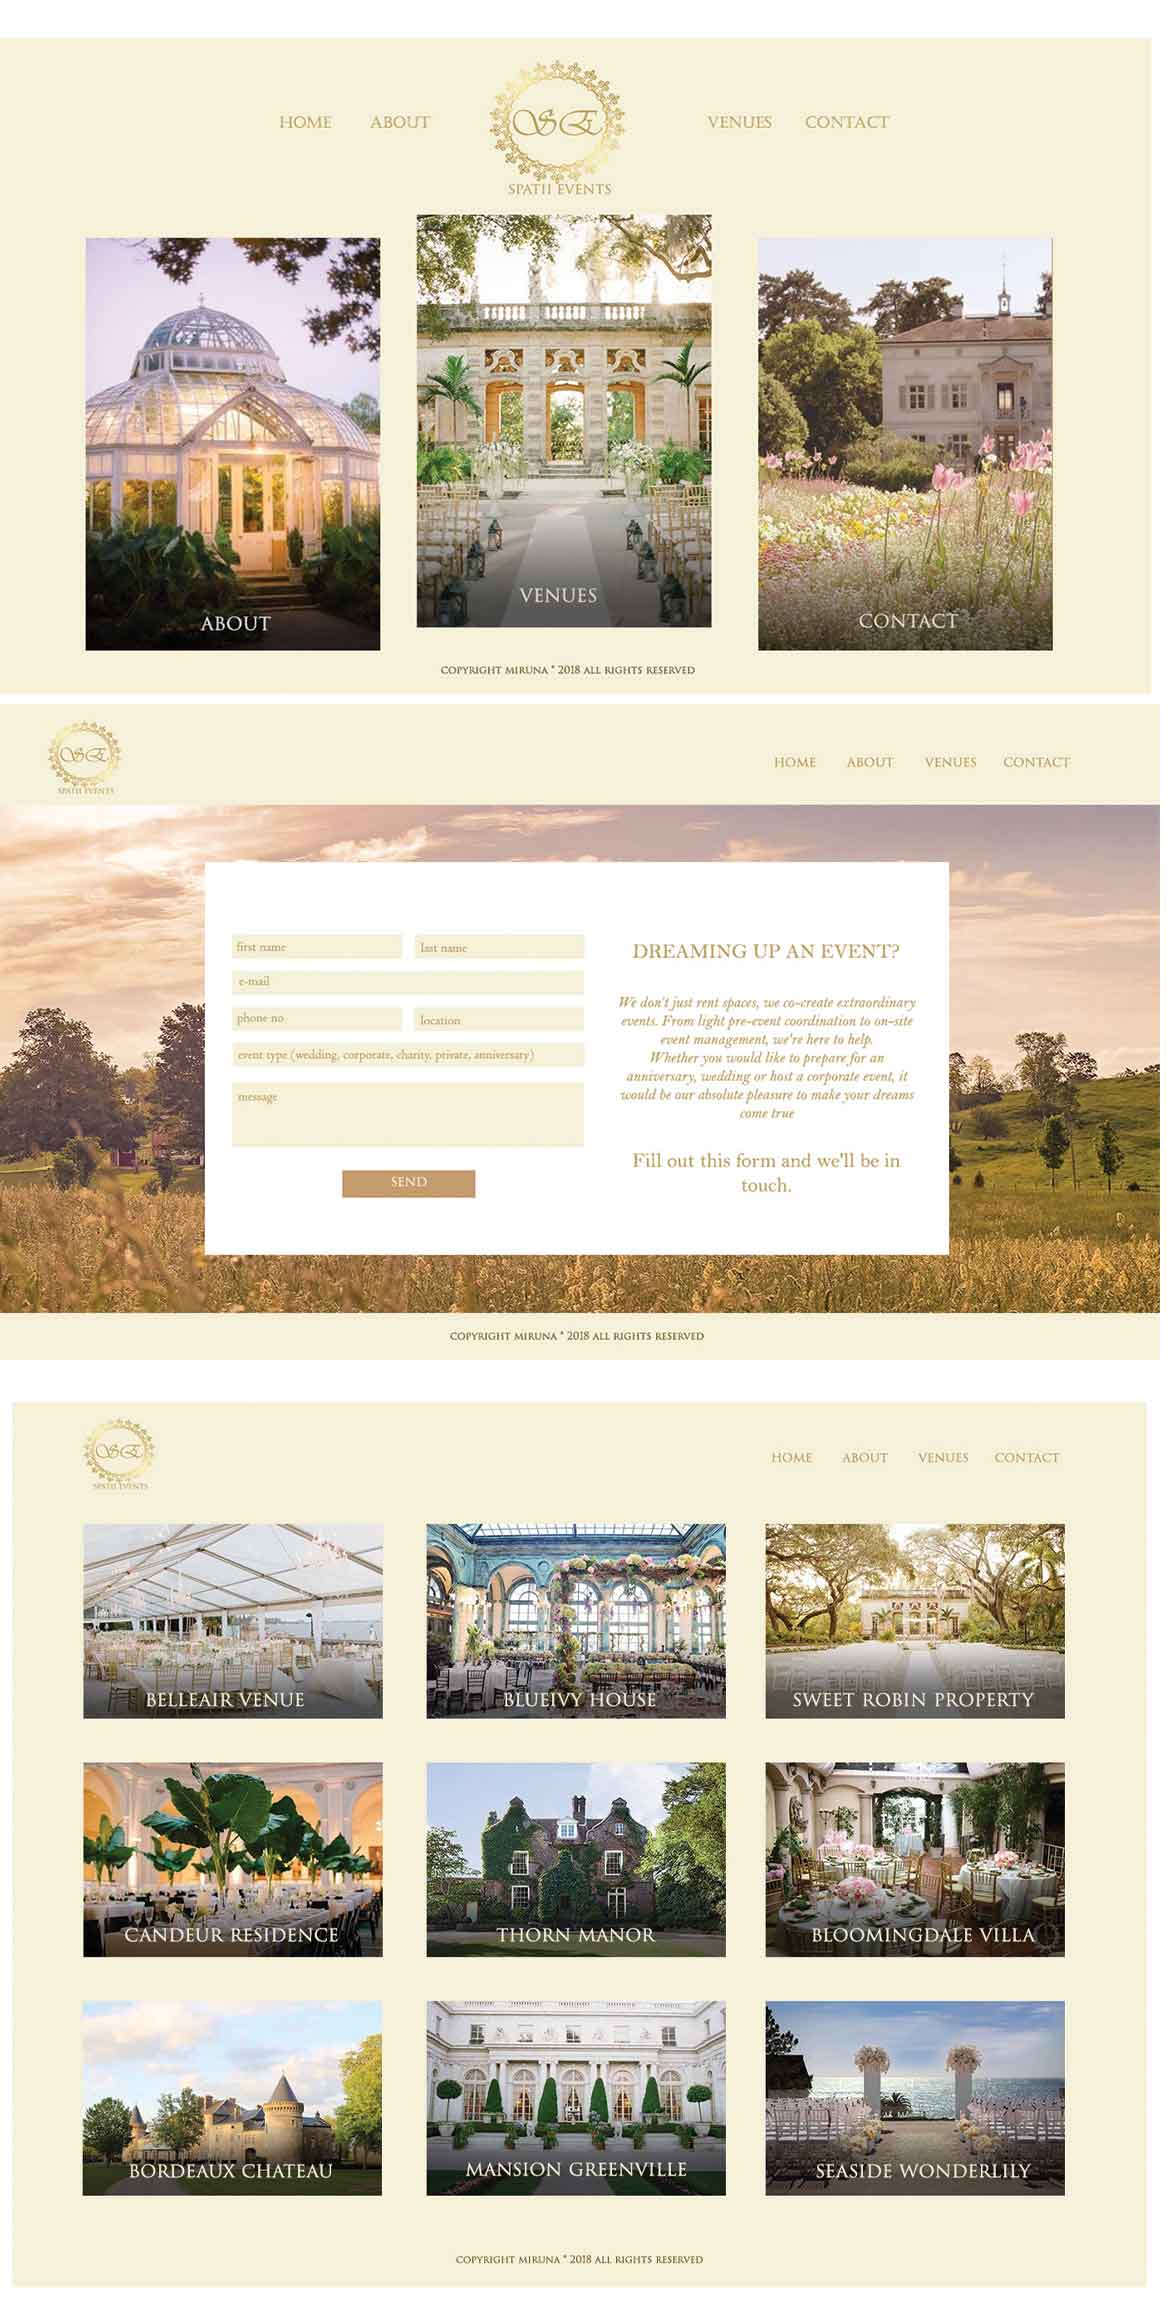 HOME ABOUT SE VENUES CONTACT
SPATII EVENTS
ABOUT
VENUES
CONTACT
COPYRIGHT MIRUNA * 2018 ALL RIGHTS RESERVED
SE
SPATII EVENTS
HOME ABOUT VENUES CONTACT
first name
last name
e-mail
phone no
location
event type (wedding, corporate, charity, private, anniversary)
message
SEND
DREAMING UP AN EVENT?
We don't just rent spaces, we co-create extraordinary
events. From light pre-event coordination to on-site
event management, we're here to help.
Whether you would like to prepare for an
anniversary, wedding or host a corporate event, it
would be our absolute pleasure to make your dreams
come true
Fill out this form and we'll be in
touch.
COPYRIGHT MIRUNA * 2018 ALL RIGHTS RESERVED
SE
SPATII EVENTS
HOME ABOUT VENUES CONTACT
BELLEAIR VENUE
BLUEIVY HOUSE
SWEET ROBIN PROPERTY
CANDEUR RESIDENCE
THORN MANOR
BLOOMINGDALE VILLA
BORDEAUX CHATEAU
MANSION GREENVILLE
SEASIDE WONDERLILY
COPYRIGHT MIRUNA * 2018 ALL RIGHTS RESERVED